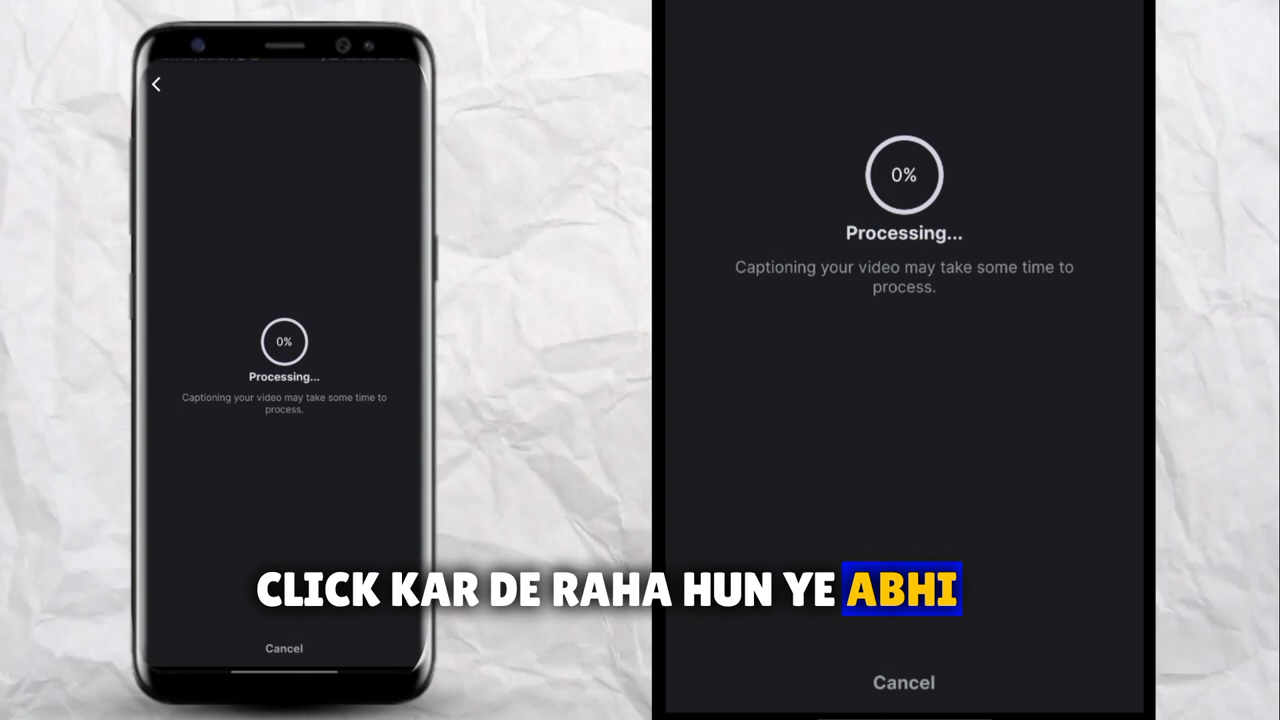 0%
Processing...
Captioning your video may take some time to
process.
Cancel
0%
Processing...
Captioning your video may take some time to
process.
Cancel
CLICK KAR DE RAHA HUN YE ABHI